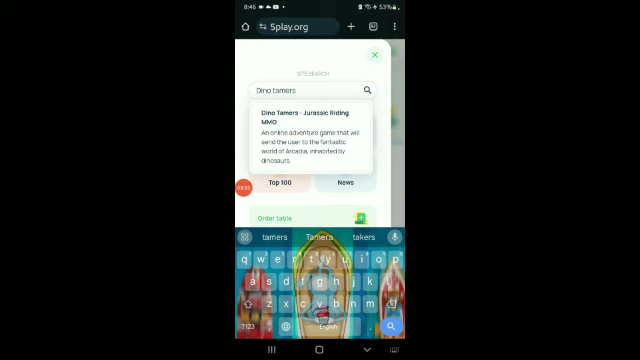 8:46
53%
5play.org
SITE SEARCH
Dino tamers
Dino Tamers - Jurassic Riding
MMO
An online adventure game that will
send the user to the fantastic
world of Arcadia, inhabited by
dinosaurs.
Top 100 News
Order table
tamers Tamera takers
q w e r t y u i o p
a s d f g h j k
z x c v b n m
?123 English .